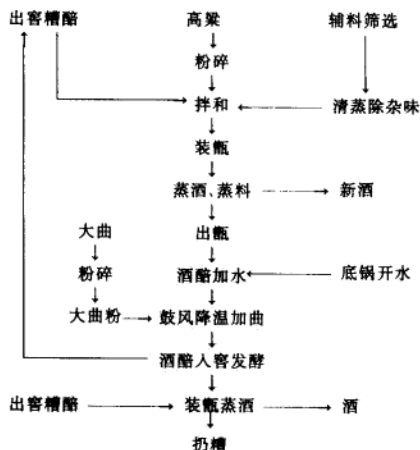 出窖糟醅 高粱 辅料筛选
粉碎
拌和 清蒸除杂味
装甑
蒸酒、蒸料 新酒
大曲 出甑
粉碎 酒醅加水 底锅开水
大曲粉 鼓风降温加曲
酒醅入窖发酵
出窖糟醅 装甑蒸酒 酒
扔糟